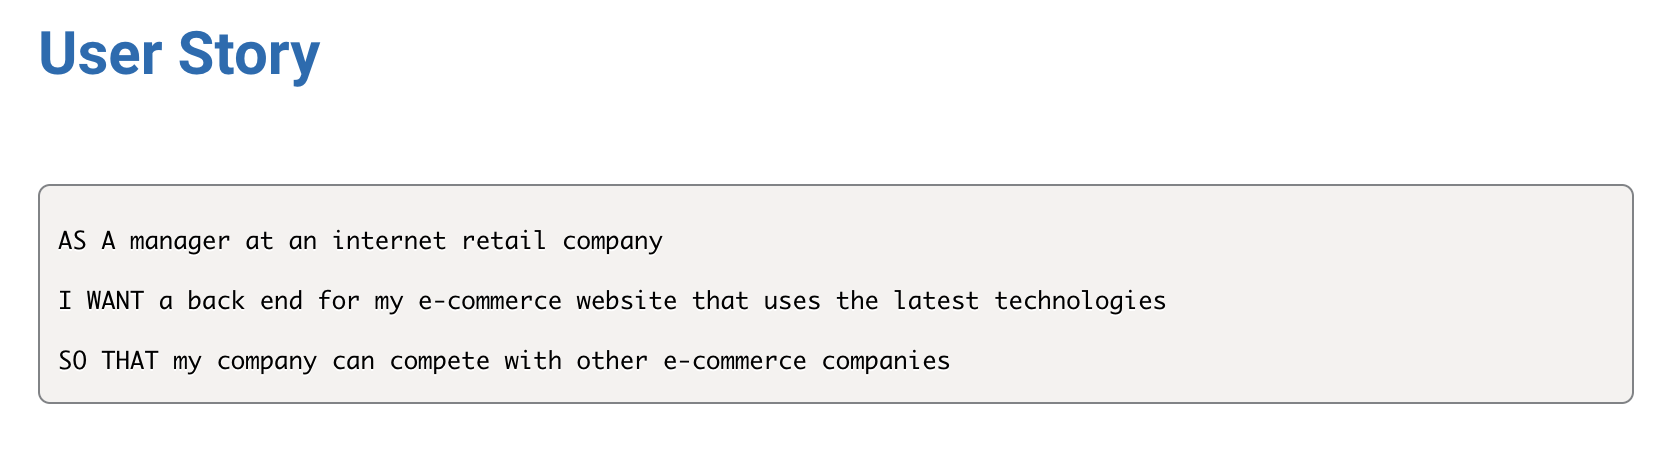 User Story
AS A manager at an internet retail company
I WANT a back end for my e-commerce website that uses the latest technologies
SO THAT my company can compete with other e-commerce companies